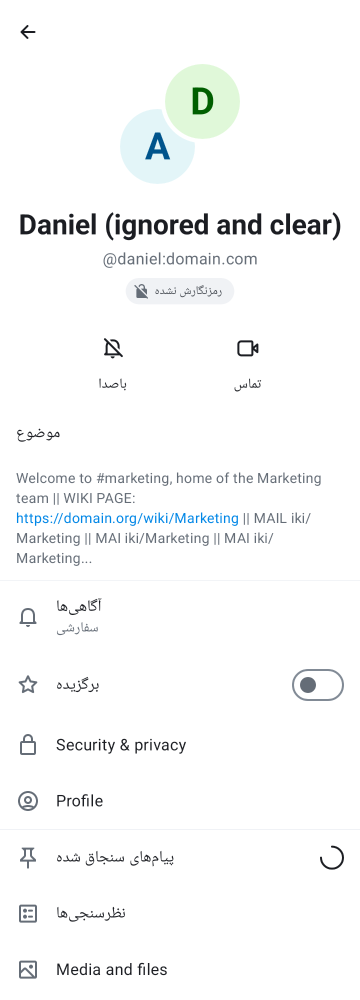 D
A
Daniel (ignored and clear)
@daniel:domain.com
رمزنگارش نشده
باصدا
تماس
موضوع
Welcome to #marketing, home of the Marketing
team || WIKI PAGE:
https://domain.org/wiki/Marketing || MAIL iki/
Marketing || MAI iki/Marketing || MAI iki/
Marketing...
آگاهی‌ها
سفارشی
برگزیده
Security & privacy
Profile
پیام‌های سنجاق شده
نظرسنجی‌ها
Media and files